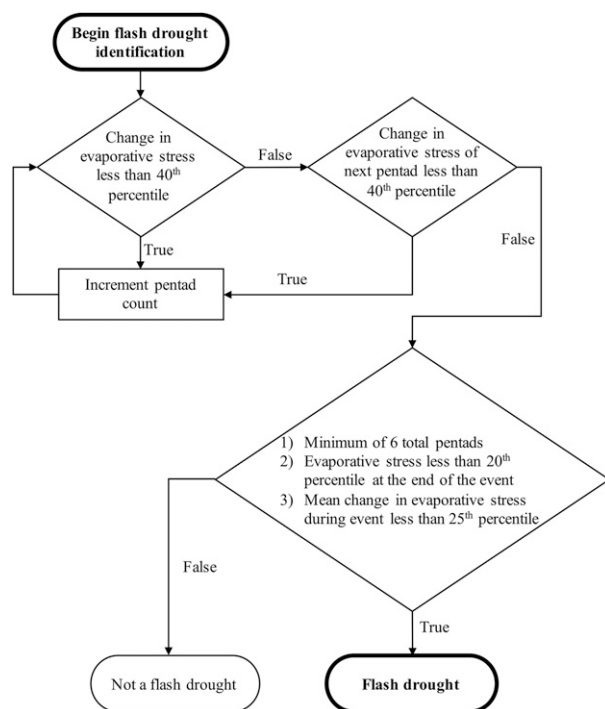 Begin flash drought
identification
Change in
evaporative stress
less than 40th
percentile
False
Change in
evaporative stress of
next pentad less than
40th percentile
True
False
Increment pentad
count
True
1) Minimum of 6 total pentads
2) Evaporative stress less than 20th
percentile at the end of the event
3) Mean change in evaporative stress
during event less than 25th percentile
False
True
Not a flash drought
Flash drought